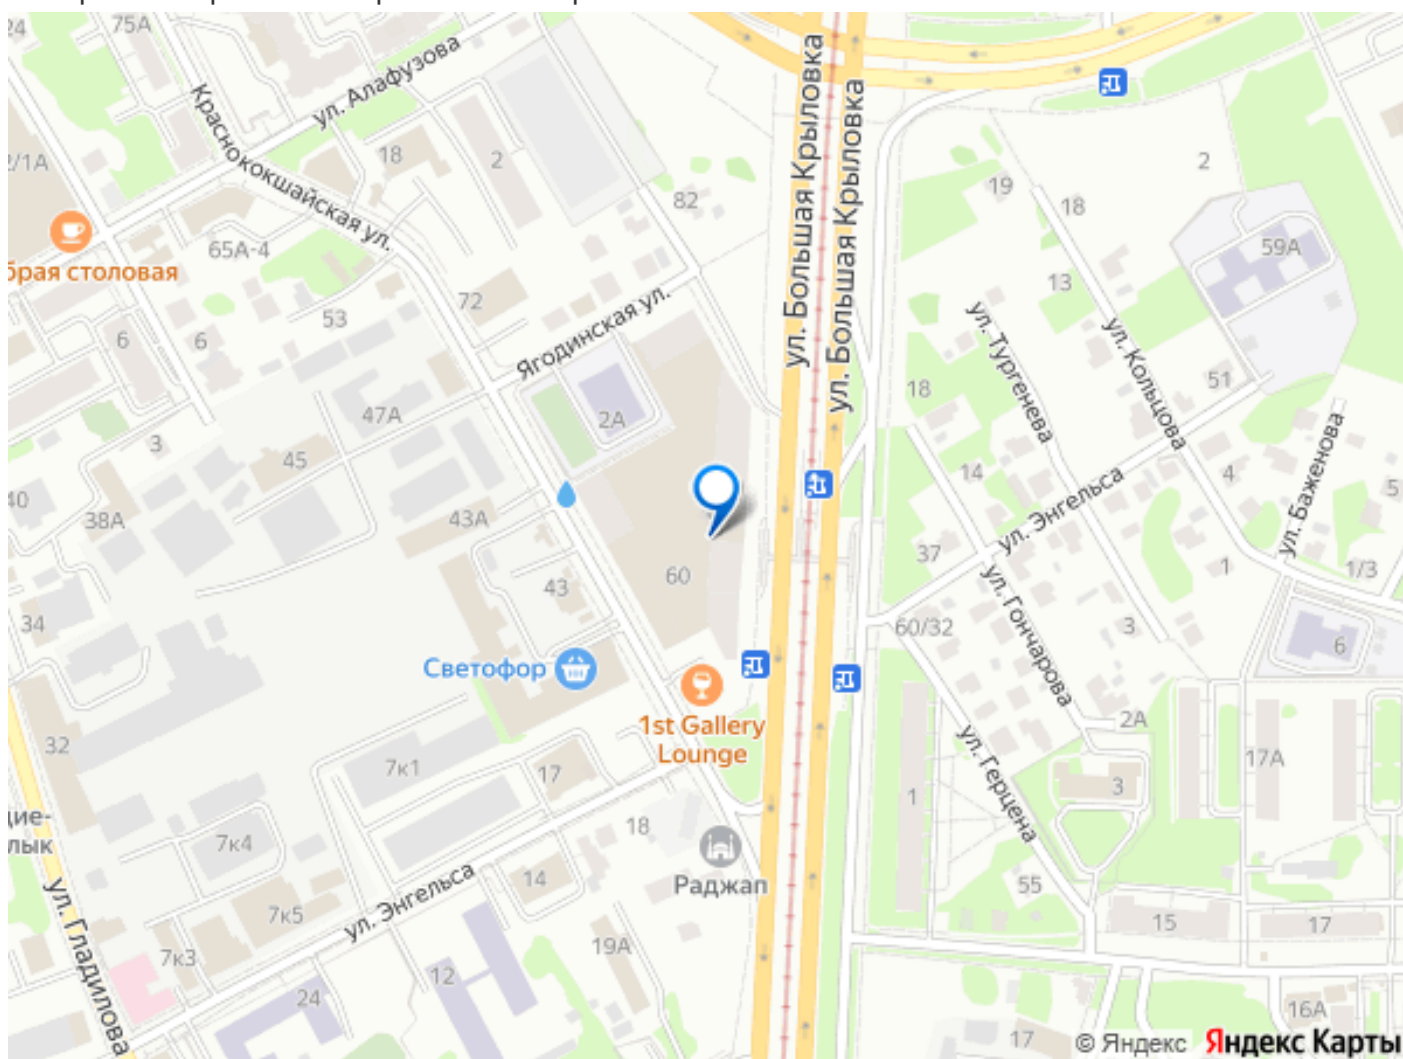 24
75А
ул. Алафузова
Краснококшайская ул.
18
2
2/1А
82
65А-4
брая столовая
72
53
6
6
Ягодинская ул.
ул. Большая Крыловка
ул. Большая Крыловка
19
18
2
59А
13
ул. Тургенева
ул. Кольцова
51
18
2А
47А
3
45
14
4
ул. Баженова
5
40
38А
43А
ул. Энгельса
37
60
43
ул. Гончарова
1
1/3
34
60/32
3
6
Светофор
1st Gallery
Lounge
2А
32
7к1
17
ул. Герцена
17А
3
1
18
7к4
Раджап
14
ул. Энгельса
55
7к5
15
17
ул. Гладилова
7к3
19А
12
24
16А
17
© Яндекс Яндекс Карты